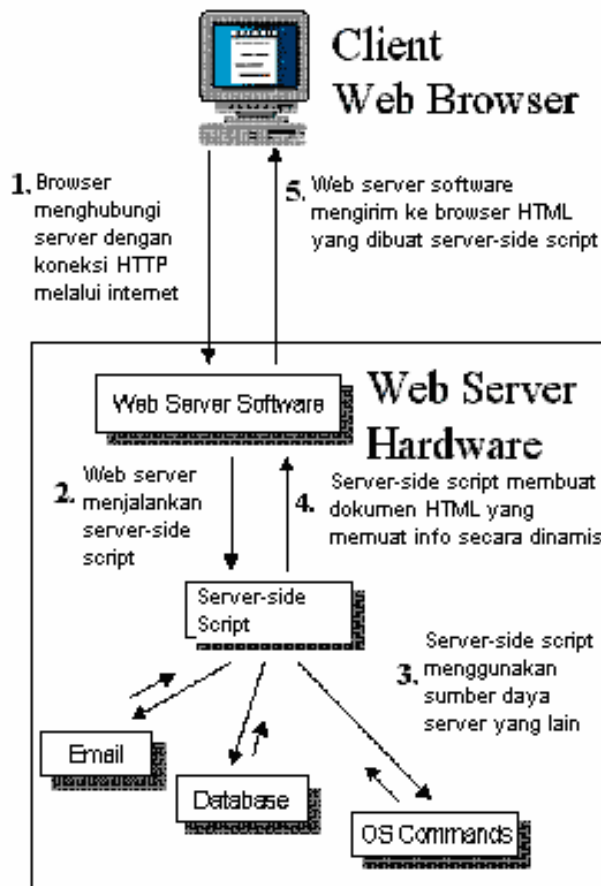 Client
Web Browser
1. Browser
menghubungi
server dengan
koneksi HTTP
melalui internet
5. Web server software
mengirim ke browser HTML
yang dibuat server-side script
Web Server Software
Web Server
Hardware
2. Web server
menjalankan
server-side
script
4. Server-side script membuat
dokumen HTML yang
memuat info secara dinamis
Server-side
Script
3. Server-side script
menggunakan
sumber daya
server yang lain
Email
Database
OS Commands